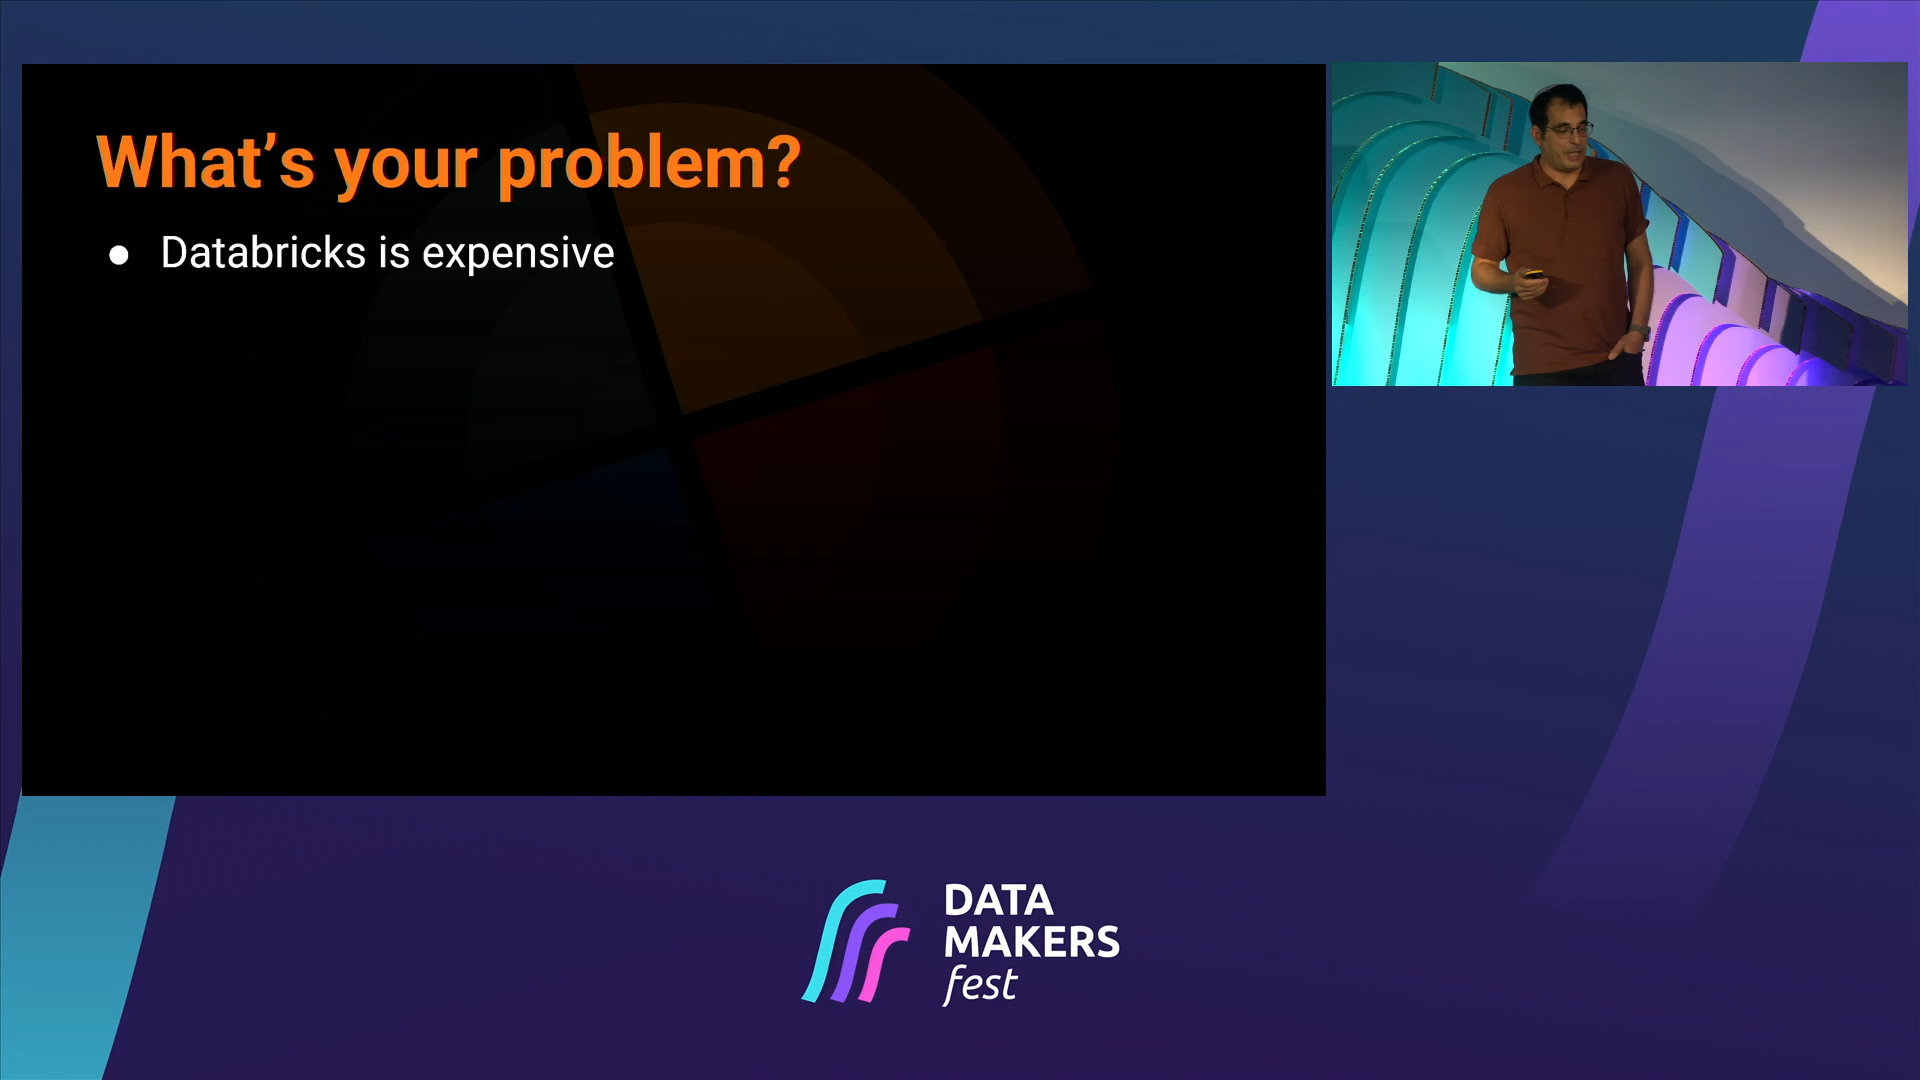 What’s your problem?
● Databricks is expensive
DATA
MAKERS
fest